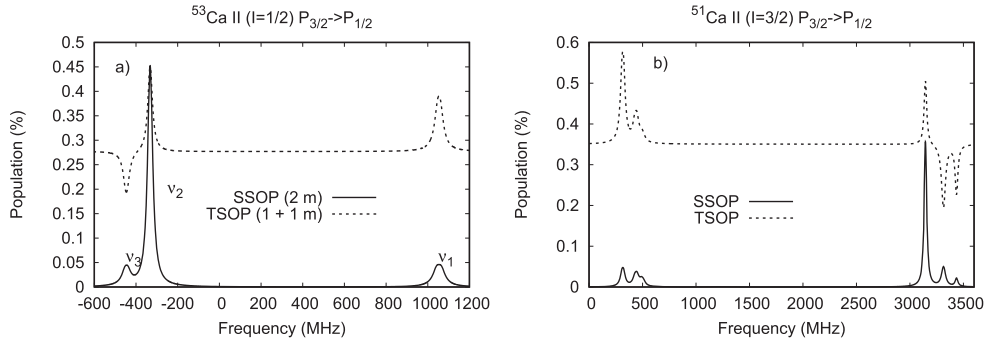 ⁵³Ca II (I=1/2) P₃/₂->P₁/₂
a)
0.5
0.45
0.4
0.35
0.3
0.25
0.2
0.15
0.1
0.05
0
Population (%)
ν₂
SSOP (2 m)
TSOP (1 + 1 m)
ν₃
ν₁
-600 -400 -200 0 200 400 600 800 1000 1200
Frequency (MHz)
⁵¹Ca II (I=3/2) P₃/₂->P₁/₂
b)
0.6
0.5
0.4
0.3
0.2
0.1
0
Population (%)
SSOP
TSOP
0 500 1000 1500 2000 2500 3000 3500
Frequency (MHz)